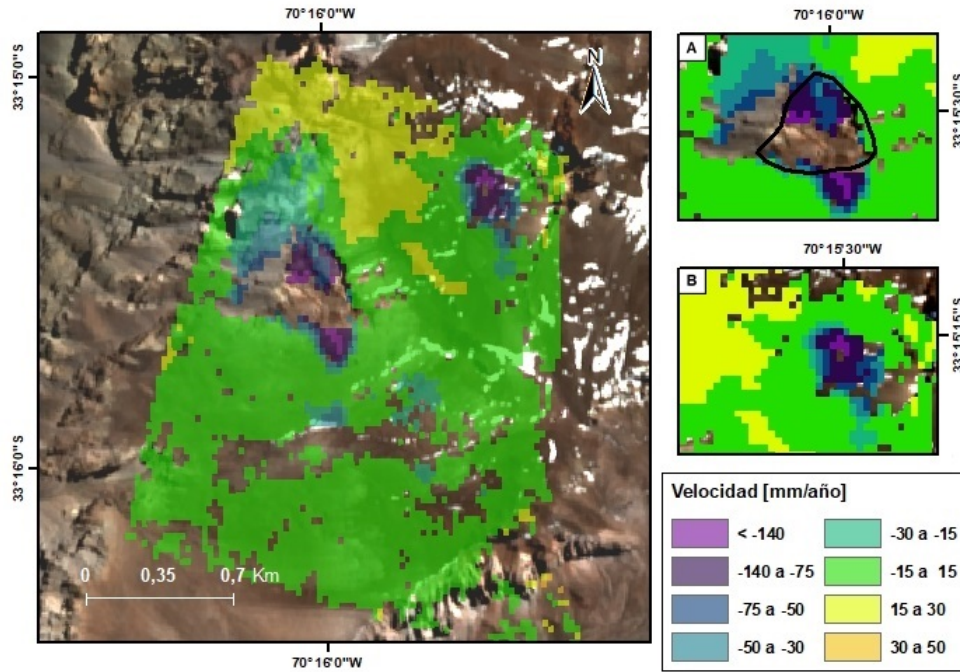 70°16'0"W
70°16'0"W
33°15'0"S
N
A
33°15'30"S
70°15'30"W
B
33°15'15"S
33°16'0"S
0 0,35 0,7 Km
70°16'0"W
Velocidad [mm/año]
< -140
-30 a -15
-140 a -75
-15 a 15
-75 a -50
15 a 30
-50 a -30
30 a 50